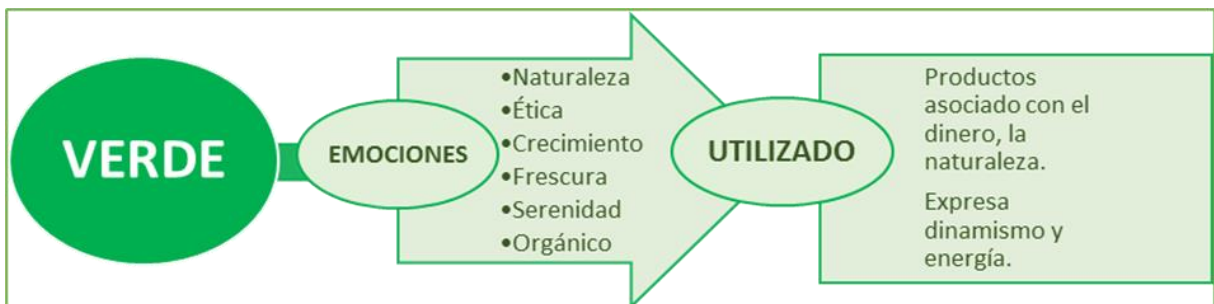 VERDE
EMOCIONES
•Naturaleza
•Ética
•Crecimiento
•Frescura
•Serenidad
•Orgánico
UTILIZADO
Productos
asociado con el
dinero, la
naturaleza.
Expresa
dinamismo y
energía.